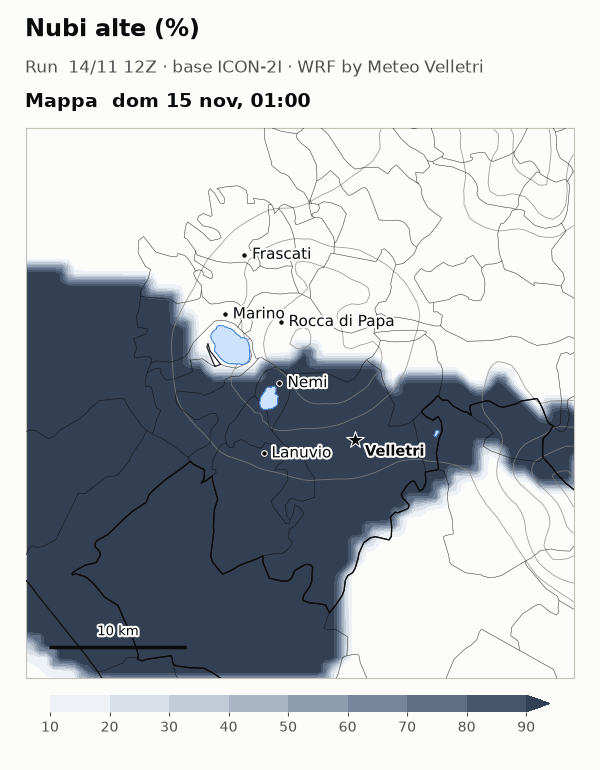 Nubi alte (%)
Run  14/11 12Z · base ICON-2I · WRF by Meteo Velletri
Mappa  dom 15 nov, 01:00
Frascati
Marino
Rocca di Papa
Nemi
Velletri
Lanuvio
10 km
10 20 30 40 50 60 70 80 90